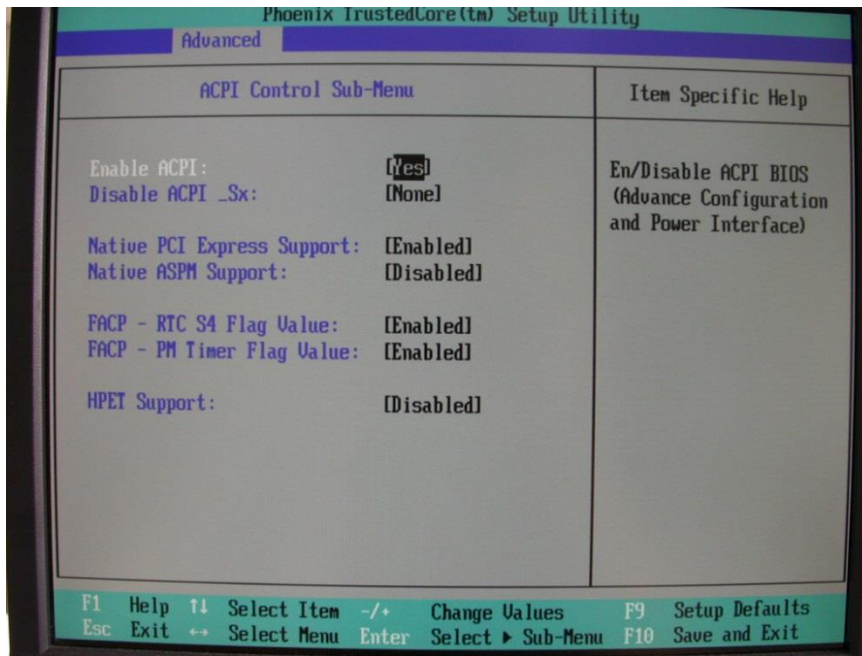 Phoenix TrustedCore(tm) Setup Utility
Advanced
ACPI Control Sub-Menu
Item Specific Help
Enable ACPI: [Yes]
Disable ACPI _Sx: [None]
Native PCI Express Support: [Enabled]
Native ASPM Support: [Disabled]
FACP - RTC S4 Flag Value: [Enabled]
FACP - PM Timer Flag Value: [Enabled]
HPET Support: [Disabled]
En/Disable ACPI BIOS
(Advance Configuration
and Power Interface)
F1 Help ↑↓ Select Item -/+ Change Values F9 Setup Defaults
Esc Exit ↔ Select Menu Enter Select ▶ Sub-Menu F10 Save and Exit